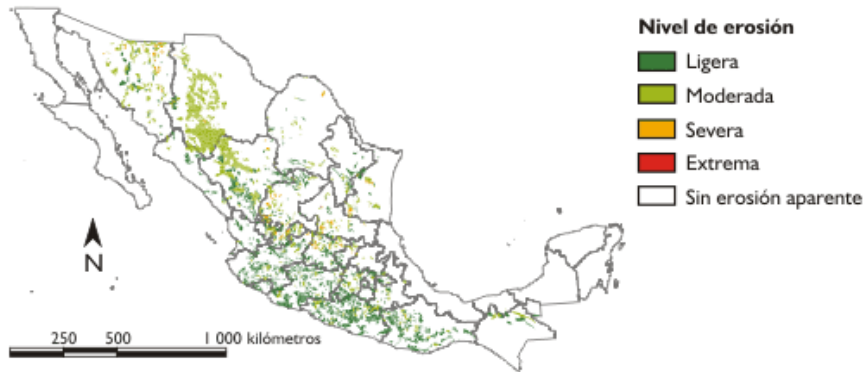 Nivel de erosión
Ligera
Moderada
Severa
Extrema
Sin erosión aparente
N
250 500 1 000 kilómetros